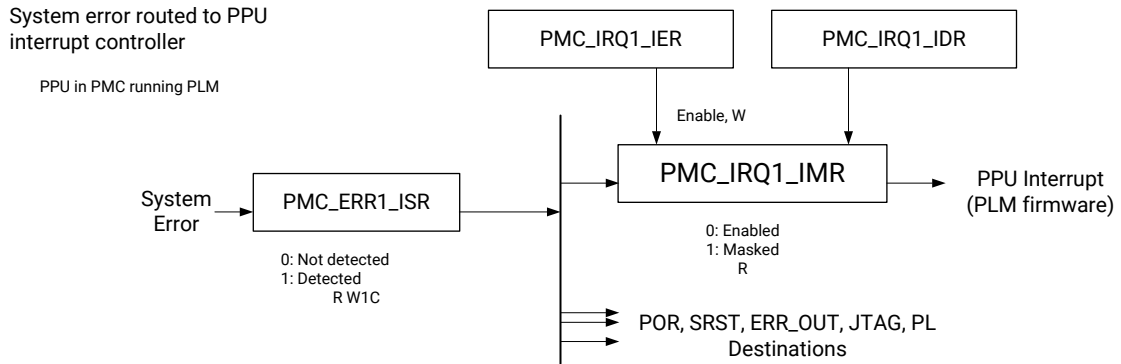 System error routed to PPU
interrupt controller
PPU in PMC running PLM
PMC_IRQ1_IER
PMC_IRQ1_IDR
Enable, W
System
Error
PMC_ERR1_ISR
PMC_IRQ1_IMR
PPU Interrupt
(PLM firmware)
0: Not detected
1: Detected
R W1C
0: Enabled
1: Masked
R
POR, SRST, ERR_OUT, JTAG, PL
Destinations